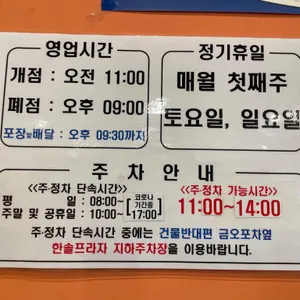 영업시간
개점 : 오전 11:00
폐점 : 오후 09:00
포장및배달 : 오후 09:30까지
정기휴일
매월 첫째주
토요일, 일요일
주 차 안 내
<<주정차 단속시간>>
평 일 : 08:00~
주말 및 공휴일 : 10:00~
코로나
기간중
17:00
<<주정차 가능시간>>
11:00~14:00
주정차 단속시간 중에는 건물반대편 금오포차옆
한솔프라자 지하주차장을 이용바랍니다.